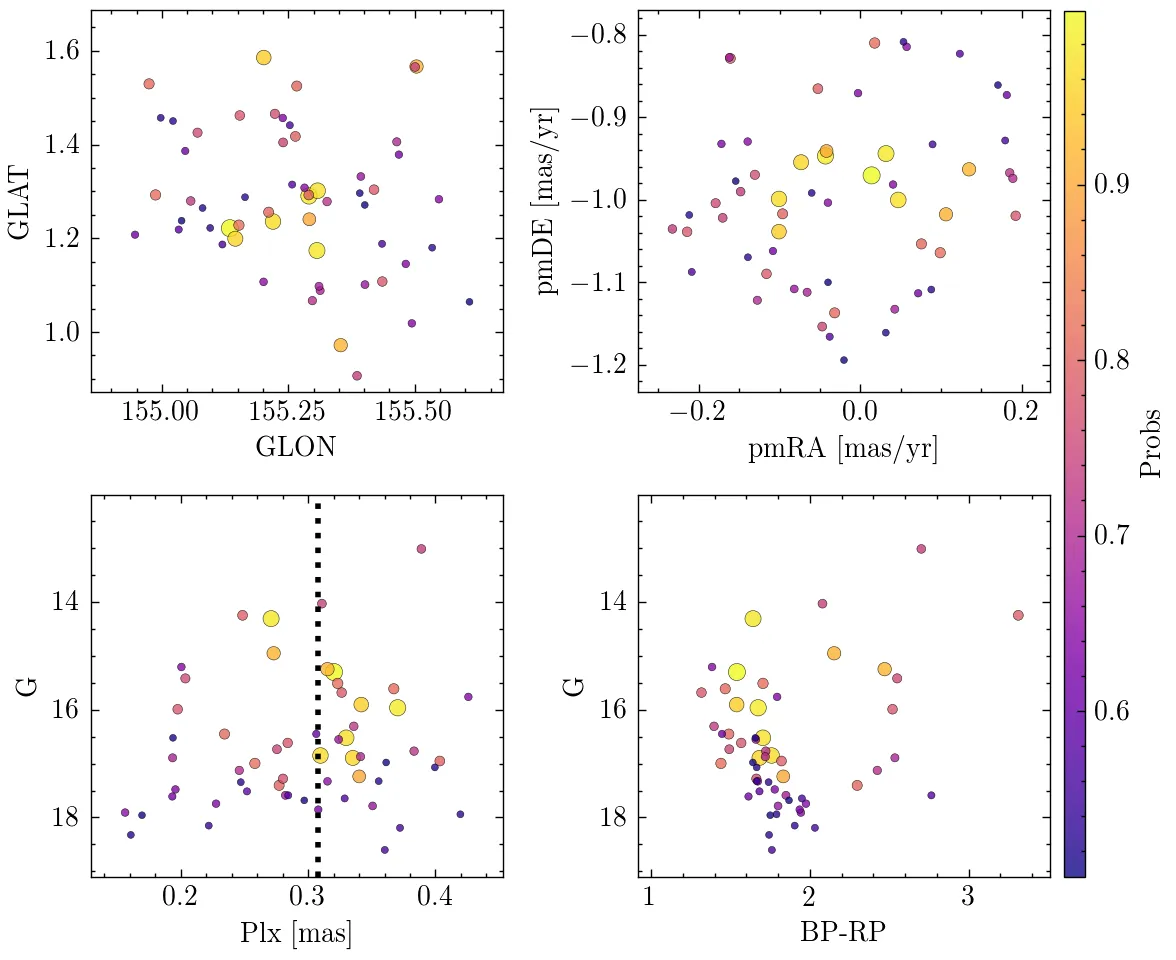 1.6
1.4
1.2
1.0
GLAT
155.00 155.25 155.50
GLON
−0.8
−0.9
−1.0
−1.1
−1.2
pmDE [mas/yr]
−0.2 0.0 0.2
pmRA [mas/yr]
14
16
18
G
0.2 0.3 0.4
Plx [mas]
14
16
18
G
1 2 3
BP-RP
0.9
0.8
0.7
0.6
Probs